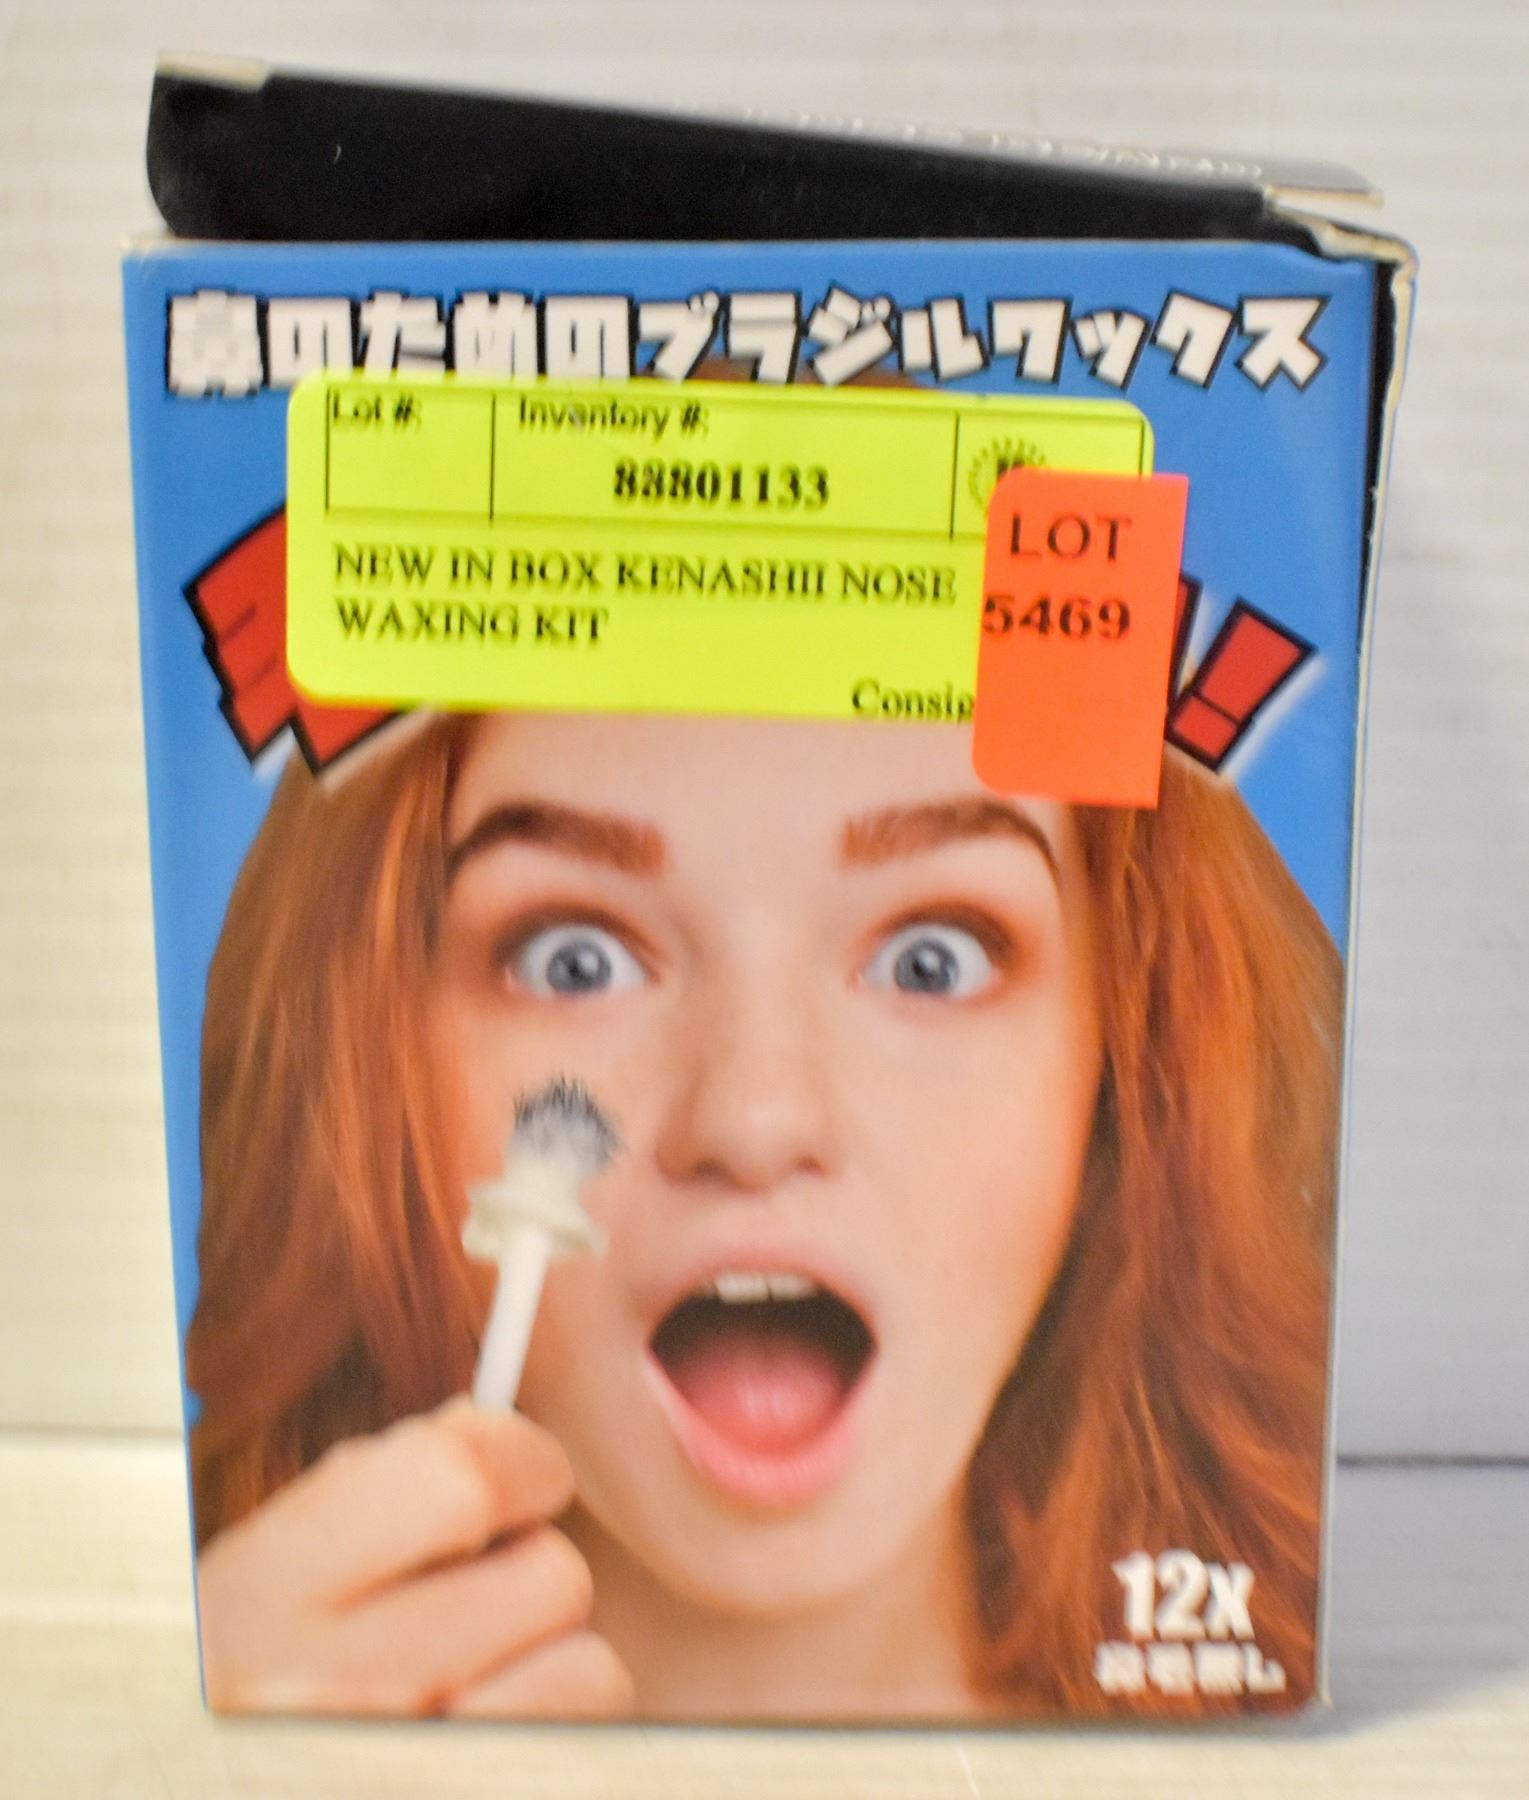 鼻のためのブラジルワックス
Lot #:
Inventory #:
88801133
LOT
5469
NEW IN BOX KENASHII NOSE
WAXING KIT
Consig
!
12X